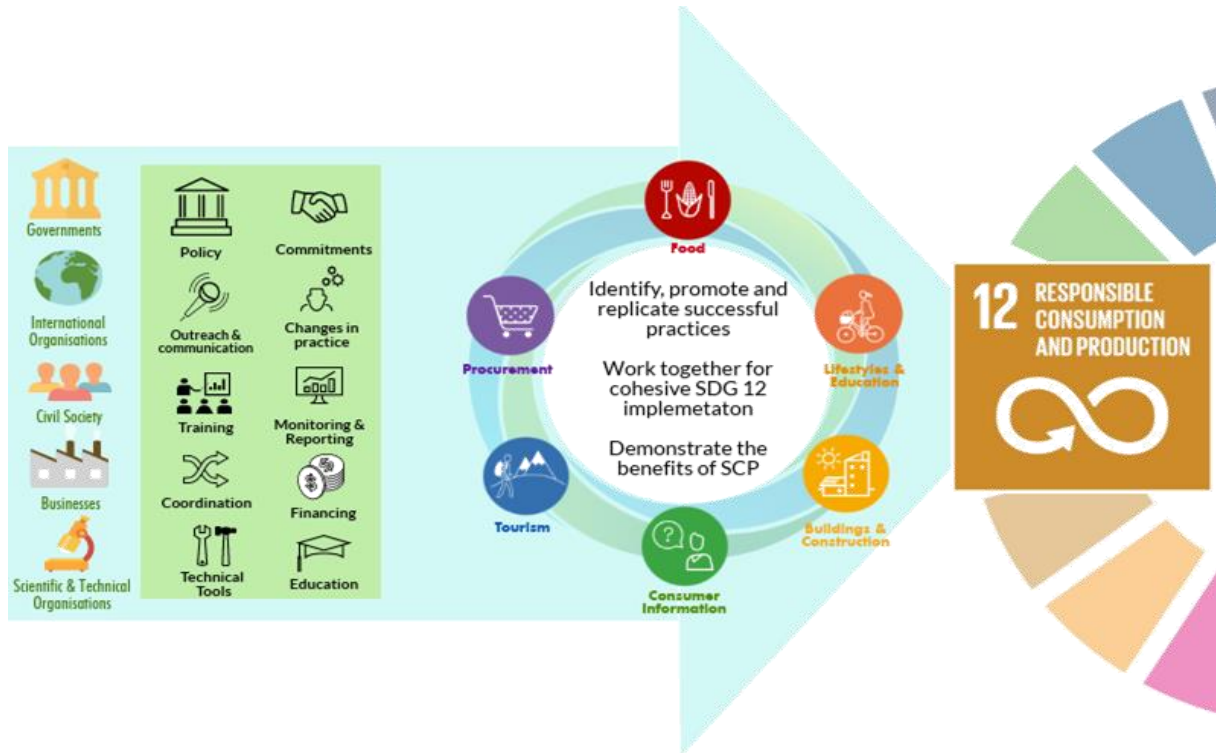 Governments
International
Organisations
Civil Society
Businesses
Scientific & Technical
Organisations
Policy
Commitments
Outreach &
communication
Changes in
practice
Training
Monitoring &
Reporting
Coordination
Financing
Technical
Tools
Education
Food
Procurement
Lifestyles &
Education
Tourism
Buildings &
Construction
Consumer
Information
Identify, promote and
replicate successful
practices
Work together for
cohesive SDG 12
implemetaton
Demonstrate the
benefits of SCP
12 RESPONSIBLE
CONSUMPTION
AND PRODUCTION